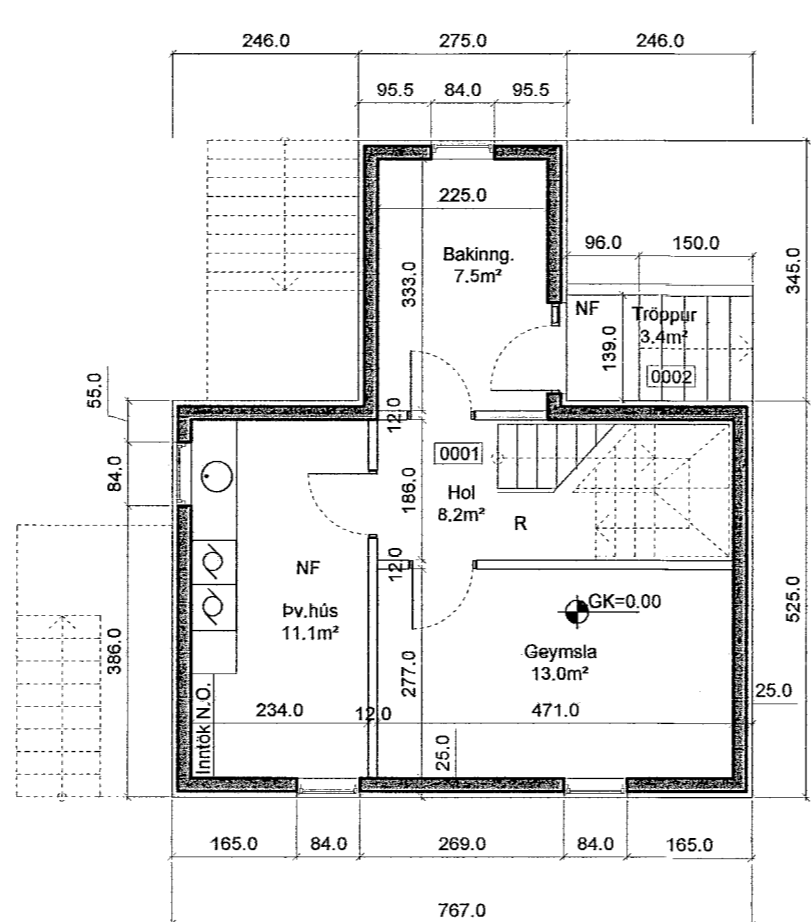 246.0 275.0 246.0
95.5 84.0 95.5
225.0
Bakinng.
7.5m²
333.0
96.0 150.0
345.0
NF
Tröppur
3.4m²
139.0
0002
55.0
12.0
84.0
0001
186.0
Hol
8.2m²
R
NF
12.0
GK=0.00
Þv.hús
11.1m²
386.0
Geymsla
13.0m²
525.0
277.0
25.0
Inntök N.O.
234.0 12.0 471.0
25.0
165.0 84.0 269.0 84.0 165.0
767.0